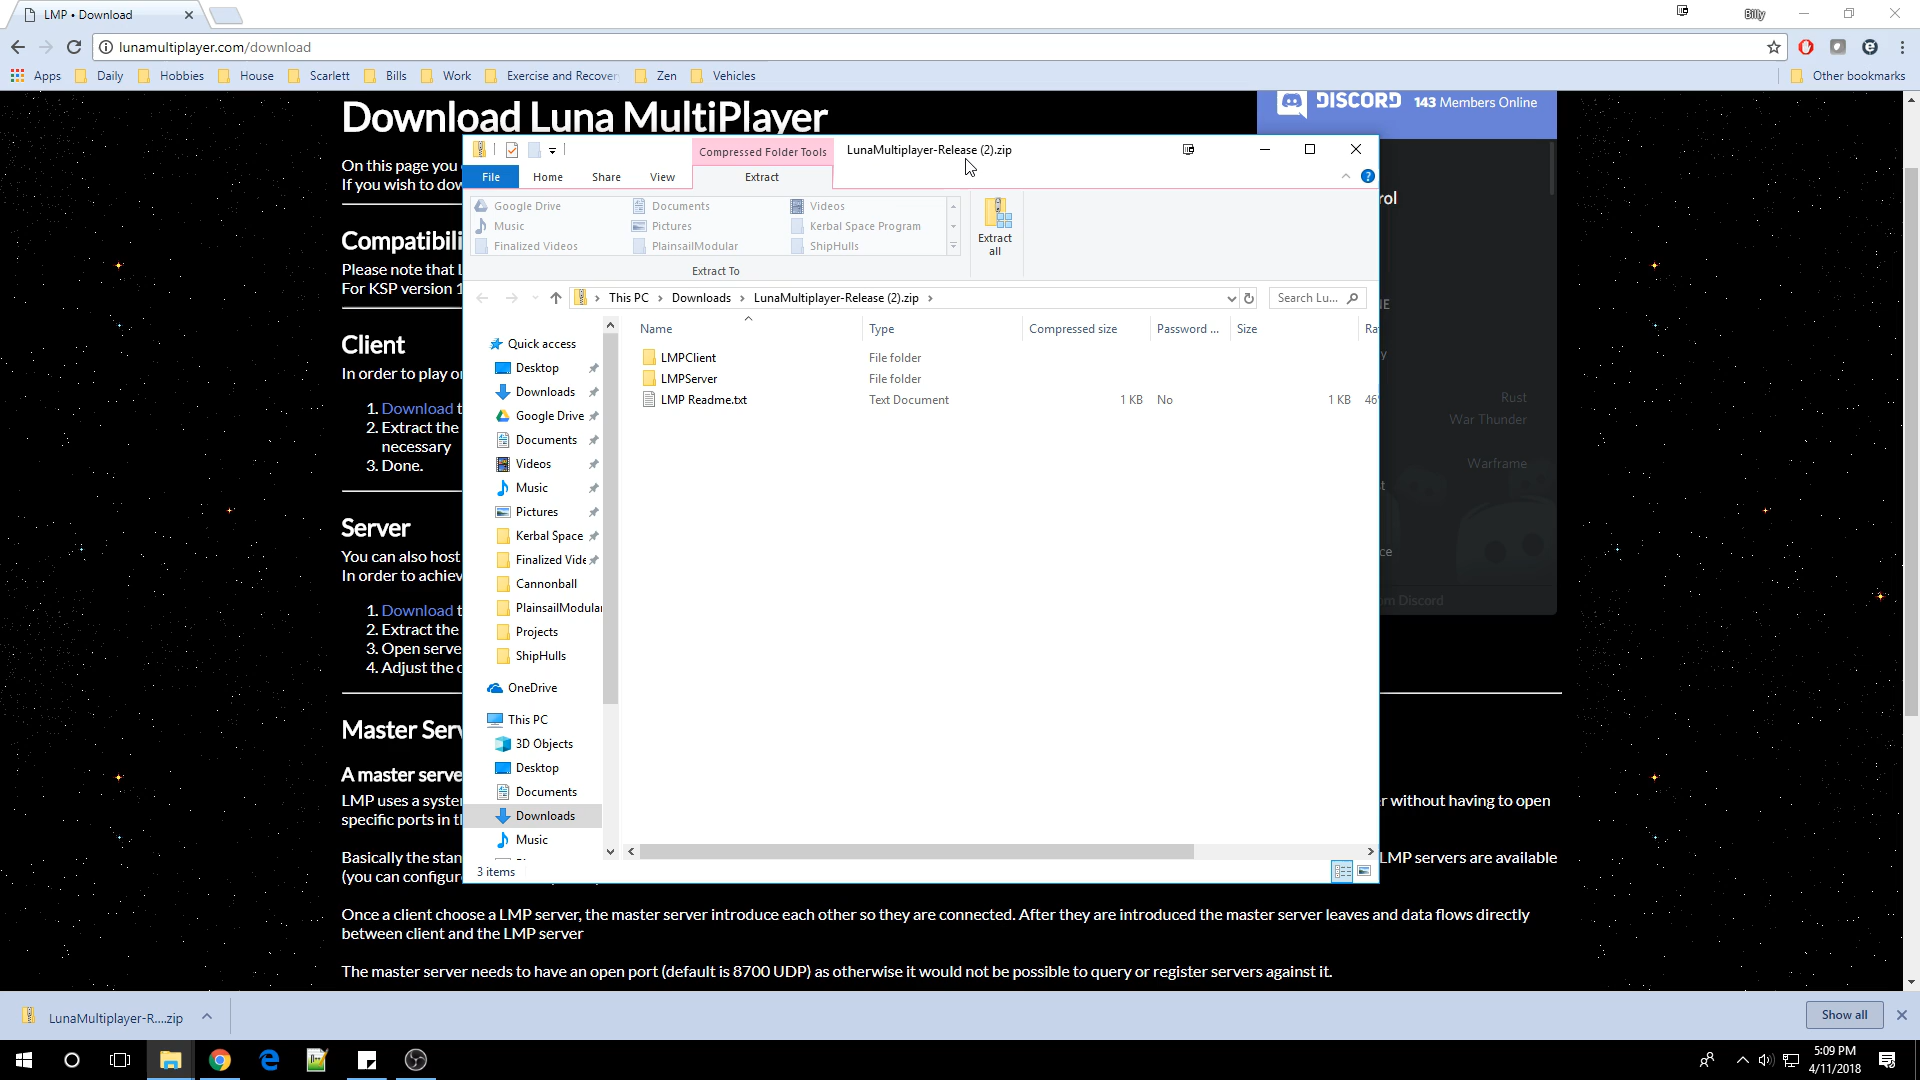 LMP • Download
Billy
lunamultiplayer.com/download
Apps
Daily
Hobbies
House
Scarlett
Bills
Work
Exercise and Recover
Zen
Vehicles
Other bookmarks
Download Luna MultiPlayer
DISCORD 143 Members Online
On this page you
If you wish to dow
Compatibili
Please note that L
For KSP version 1
Client
In order to play o
1. Download t
2. Extract the
necessary
3. Done.
Server
You can also host
In order to achiev
1. Download t
2. Extract the
3. Open serve
4. Adjust the c
Master Serv
A master serve
LMP uses a syste
specific ports in t
r without having to open
Basically the stan
(you can configur
LMP servers are available
Once a client choose a LMP server, the master server introduce each other so they are connected. After they are introduced the master server leaves and data flows directly
between client and the LMP server
The master server needs to have an open port (default is 8700 UDP) as otherwise it would not be possible to query or register servers against it.
Compressed Folder Tools
LunaMultiplayer-Release (2).zip
File
Home
Share
View
Extract
Google Drive
Documents
Videos
Music
Pictures
Kerbal Space Program
Finalized Videos
PlainsailModular
ShipHulls
Extract
all
Extract To
This PC > Downloads > LunaMultiplayer-Release (2).zip >
Search Lu...
Name
Type
Compressed size
Password ...
Size
Ra
LMPClient
File folder
LMPServer
File folder
LMP Readme.txt
Text Document
1 KB
No
1 KB
46
Quick access
Desktop
Downloads
Google Drive
Documents
Videos
Music
Pictures
Kerbal Space
Finalized Vide
Cannonball
PlainsailModular
Projects
ShipHulls
OneDrive
This PC
3D Objects
Desktop
Documents
Downloads
Music
3 items
rol
NE
y
Rust
War Thunder
Warframe
t
ce
m Discord
LunaMultiplayer-R....zip
Show all
5:09 PM
4/11/2018